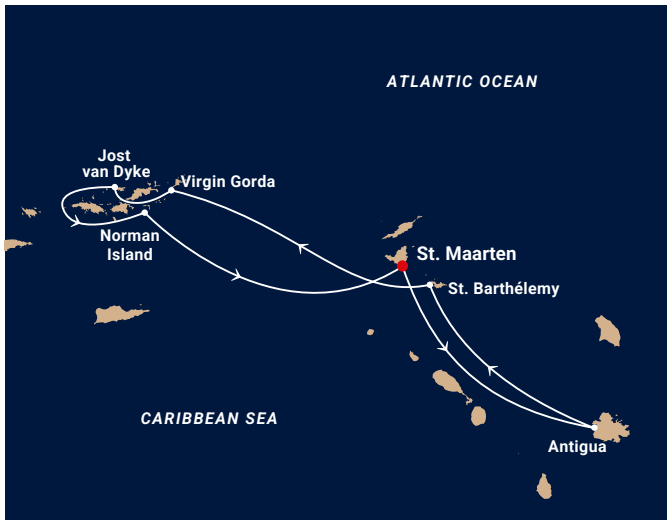 ATLANTIC OCEAN
Jost
van Dyke
Virgin Gorda
Norman
Island
St. Maarten
St. Barthélemy
CARIBBEAN SEA
Antigua